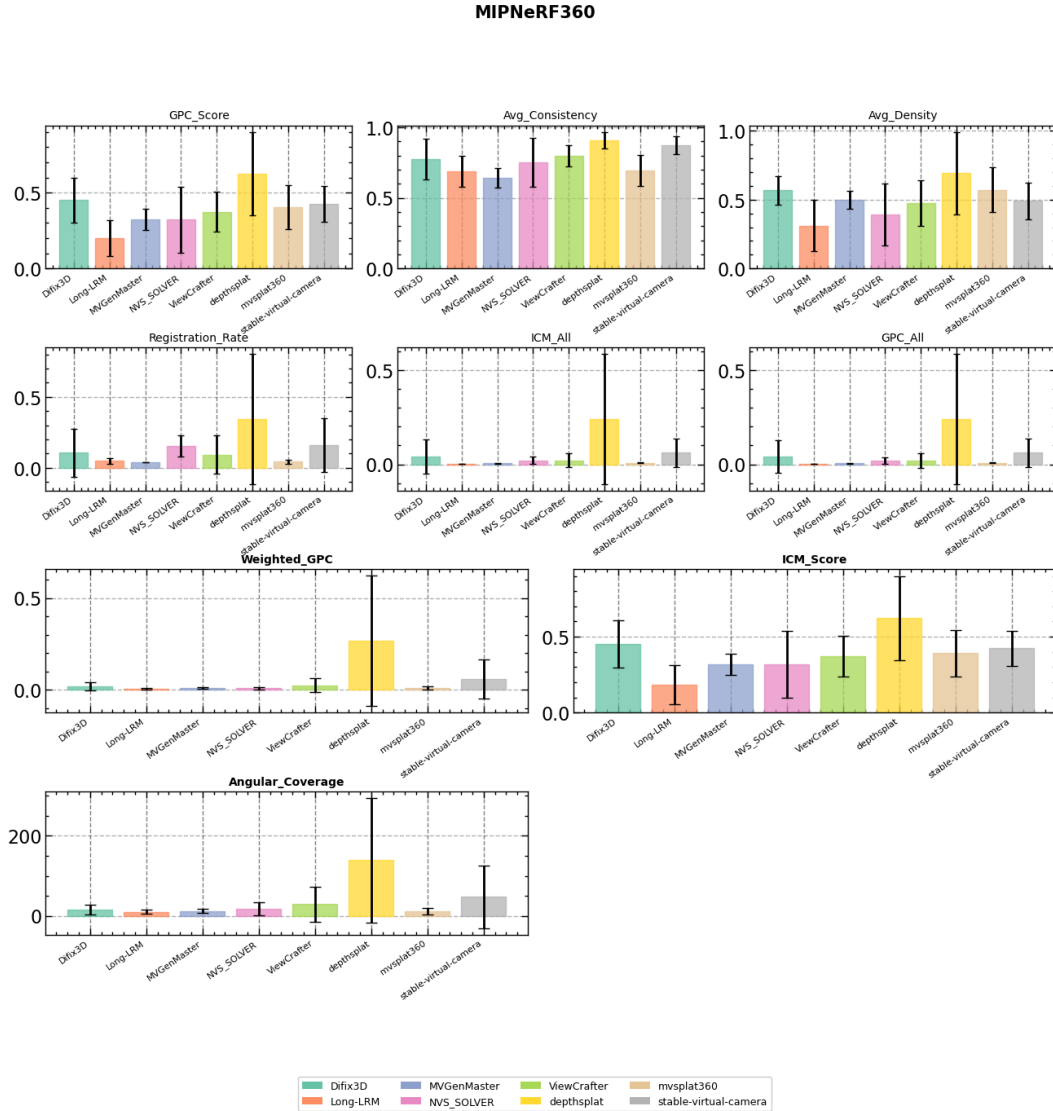 MIPNeRF360
GPC_Score
Avg_Consistency
Avg_Density
0.5
0.0
1.0
0.5
0.0
1.0
0.5
0.0
Difix3D
Long-LRM
MVGenMaster
NVS_SOLVER
ViewCrafter
depthsplat
mvsplat360
stable-virtual-camera
Difix3D
Long-LRM
MVGenMaster
NVS_SOLVER
ViewCrafter
depthsplat
mvsplat360
stable-virtual-camera
Difix3D
Long-LRM
MVGenMaster
NVS_SOLVER
ViewCrafter
depthsplat
mvsplat360
stable-virtual-camera
Registration_Rate
ICM_All
GPC_All
0.5
0.0
0.5
0.0
0.5
0.0
Difix3D
Long-LRM
MVGenMaster
NVS_SOLVER
ViewCrafter
depthsplat
mvsplat360
stable-virtual-camera
Difix3D
Long-LRM
MVGenMaster
NVS_SOLVER
ViewCrafter
depthsplat
mvsplat360
stable-virtual-camera
Difix3D
Long-LRM
MVGenMaster
NVS_SOLVER
ViewCrafter
depthsplat
mvsplat360
stable-virtual-camera
Weighted_GPC
ICM_Score
0.5
0.0
0.5
0.0
Difix3D
Long-LRM
MVGenMaster
NVS_SOLVER
ViewCrafter
depthsplat
mvsplat360
stable-virtual-camera
Difix3D
Long-LRM
MVGenMaster
NVS_SOLVER
ViewCrafter
depthsplat
mvsplat360
stable-virtual-camera
Angular_Coverage
200
0
Difix3D
Long-LRM
MVGenMaster
NVS_SOLVER
ViewCrafter
depthsplat
mvsplat360
stable-virtual-camera
Difix3D MVGenMaster ViewCrafter mvsplat360
Long-LRM NVS_SOLVER depthsplat stable-virtual-camera